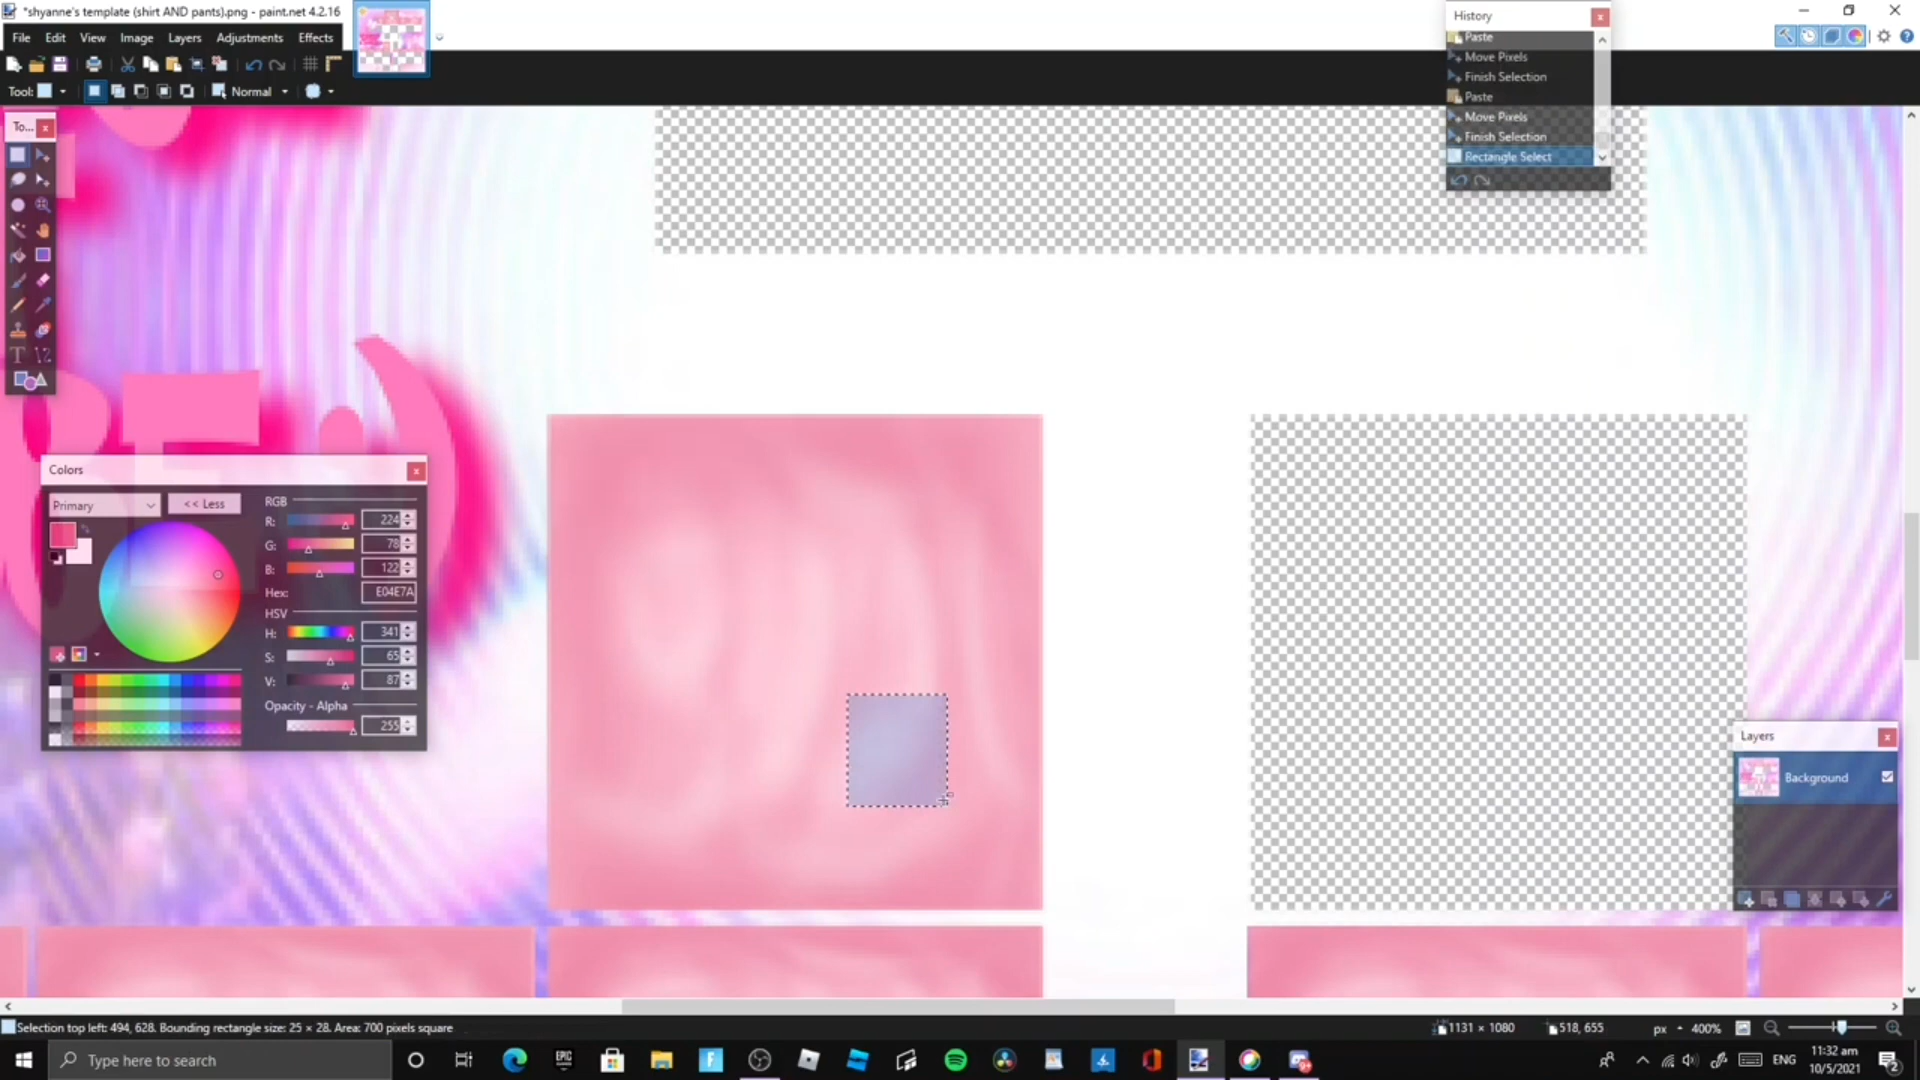 *shyanne's template (shirt AND pants).png - paint.net 4.2.16
File Edit View Image Layers Adjustments Effects
Tool: Normal
History
Paste
Move Pixels
Finish Selection
Paste
Move Pixels
Finish Selection
Rectangle Select
To...
Colors
Primary
<< Less
RGB
R: 224
G: 78
B: 122
Hex: E04E7A
HSV
H: 341
S: 65
V: 87
Opacity - Alpha
255
Layers
Background
Selection top left: 494, 628. Bounding rectangle size: 25 × 28. Area: 700 pixels square
1131 × 1080
518, 655
px
400%
Type here to search
EPIC
ENG
11:32 am
10/5/2021
2